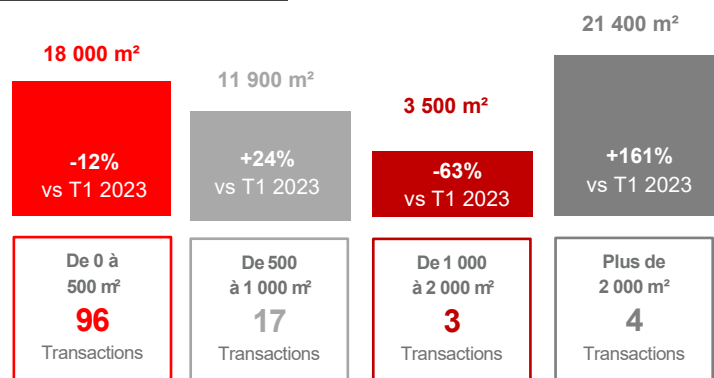 18 000 m²
-12%
vs T1 2023
De 0 à
500 m²
96
Transactions
11 900 m²
+24%
vs T1 2023
De 500
à 1 000 m²
17
Transactions
3 500 m²
-63%
vs T1 2023
De 1 000
à 2 000 m²
3
Transactions
21 400 m²
+161%
vs T1 2023
Plus de
2 000 m²
4
Transactions